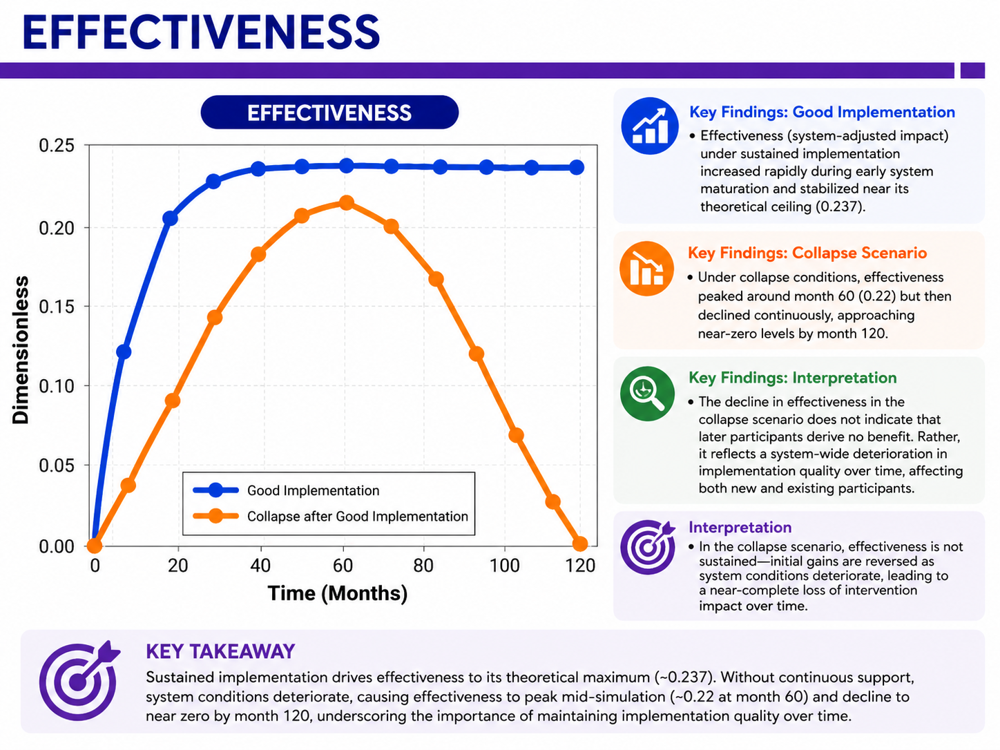 EFFECTIVENESS
EFFECTIVENESS
0.25
0.20
0.15
0.10
0.05
0.00
Dimensionless
0 20 40 60 80 100 120
Time (Months)
Good Implementation
Collapse after Good Implementation
Key Findings: Good Implementation
• Effectiveness (system-adjusted impact)
under sustained implementation
increased rapidly during early system
maturation and stabilized near its
theoretical ceiling (0.237).
Key Findings: Collapse Scenario
• Under collapse conditions, effectiveness
peaked around month 60 (0.22) but then
declined continuously, approaching
near-zero levels by month 120.
Key Findings: Interpretation
• The decline in effectiveness in the
collapse scenario does not indicate that
later participants derive no benefit. Rather,
it reflects a system-wide deterioration in
implementation quality over time, affecting
both new and existing participants.
Interpretation
• In the collapse scenario, effectiveness is not
sustained—initial gains are reversed as
system conditions deteriorate, leading to
a near-complete loss of intervention
impact over time.
KEY TAKEAWAY
Sustained implementation drives effectiveness to its theoretical maximum (~0.237). Without continuous support,
system conditions deteriorate, causing effectiveness to peak mid-simulation (~0.22 at month 60) and decline to
near zero by month 120, underscoring the importance of maintaining implementation quality over time.